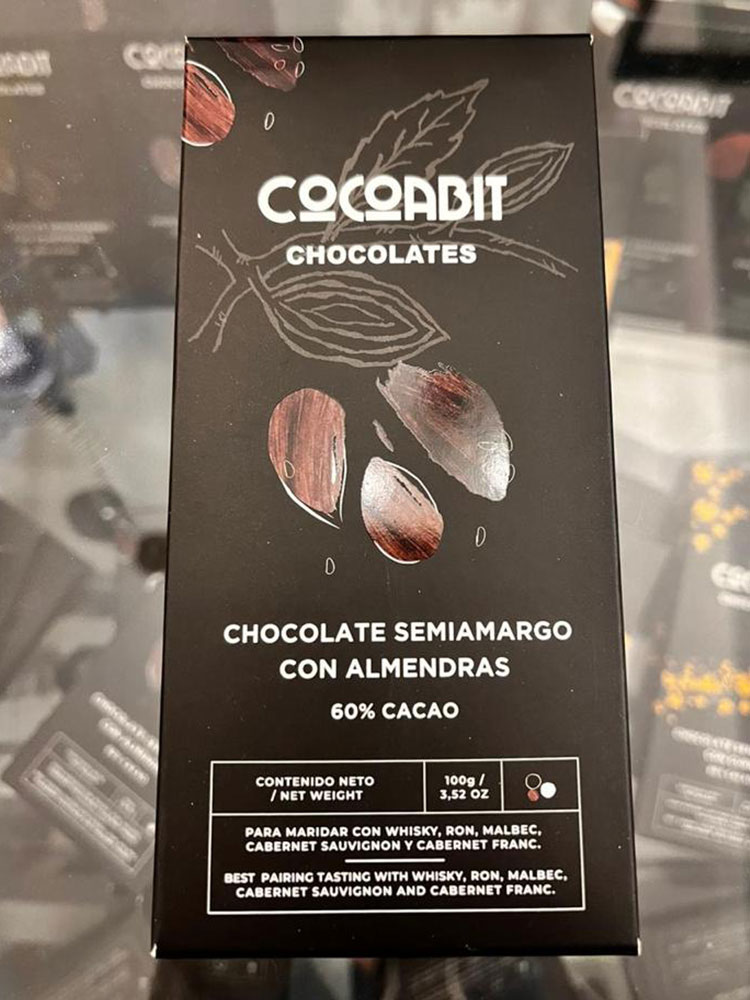 COCOABIT
CHOCOLATES
CHOCOLATE SEMIAMARGO
CON ALMENDRAS
60% CACAO
CONTENIDO NETO
/ NET WEIGHT
100g /
3,52 OZ
PARA MARIDAR CON WHISKY, RON, MALBEC,
CABERNET SAUVIGNON Y CABERNET FRANC.
BEST PAIRING TASTING WITH WHISKY, RON, MALBEC,
CABERNET SAUVIGNON AND CABERNET FRANC.
COCOABIT